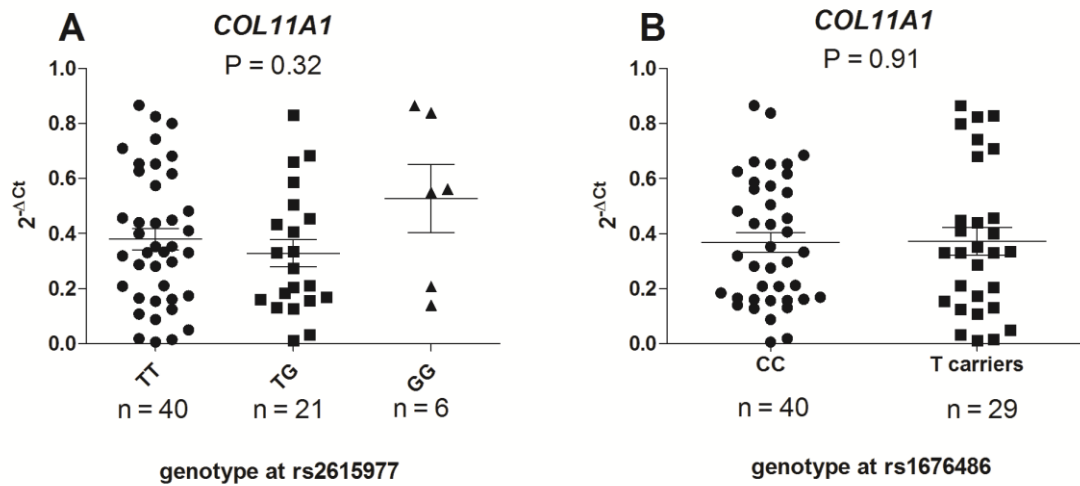 A
COL11A1
P = 0.32
1.0
0.8
0.6
0.4
0.2
0.0
2-ΔCt
TT
TG
GG
n = 40
n = 21
n = 6
genotype at rs2615977
B
COL11A1
P = 0.91
1.0
0.8
0.6
0.4
0.2
0.0
2-ΔCt
CC
T carriers
n = 40
n = 29
genotype at rs1676486